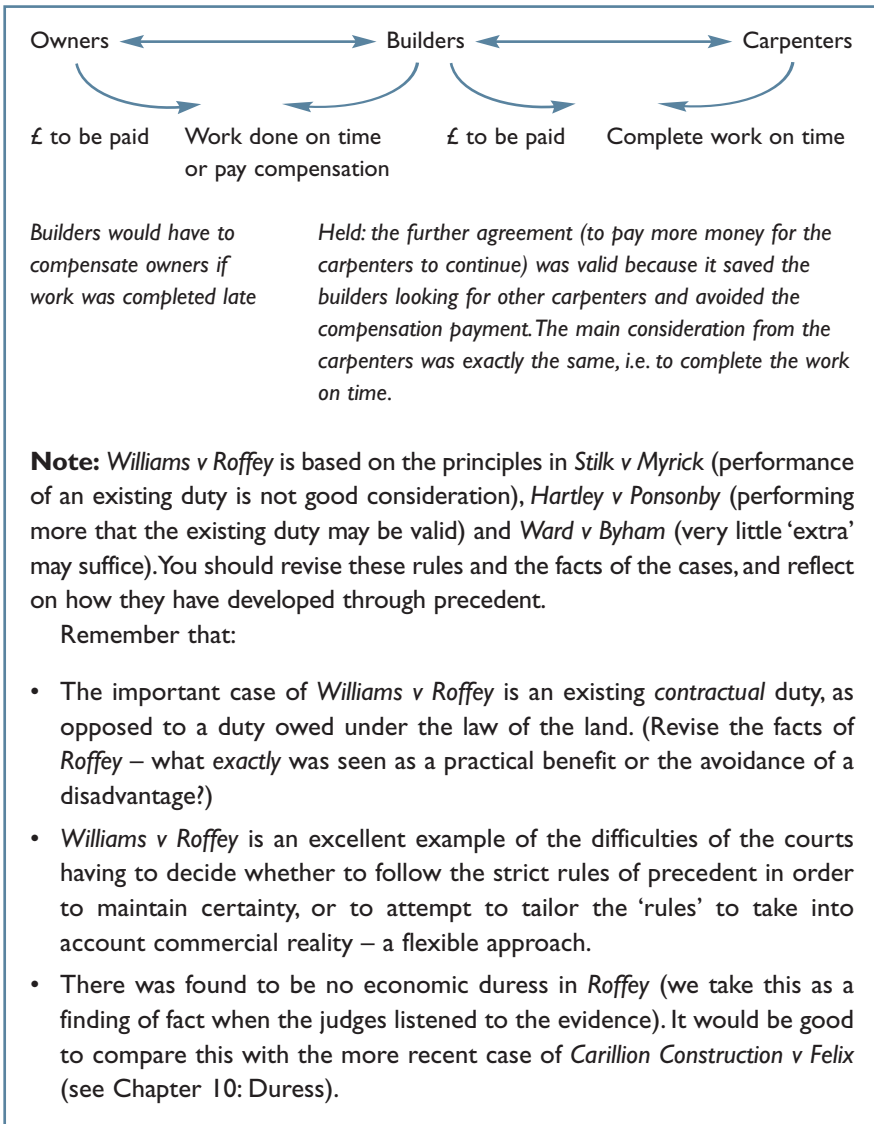 Owners Builders Carpenters
£ to be paid Work done on time or pay compensation £ to be paid Complete work on time
Builders would have to
compensate owners if
work was completed late
Held: the further agreement (to pay more money for the
carpenters to continue) was valid because it saved the
builders looking for other carpenters and avoided the
compensation payment. The main consideration from the
carpenters was exactly the same, i.e. to complete the work
on time.
Note: Williams v Roffey is based on the principles in Stilk v Myrick (performance
of an existing duty is not good consideration), Hartley v Ponsonby (performing
more that the existing duty may be valid) and Ward v Byham (very little ‘extra’
may suffice). You should revise these rules and the facts of the cases, and reflect
on how they have developed through precedent.
Remember that:
• The important case of Williams v Roffey is an existing contractual duty, as
opposed to a duty owed under the law of the land. (Revise the facts of
Roffey – what exactly was seen as a practical benefit or the avoidance of a
disadvantage?)
• Williams v Roffey is an excellent example of the difficulties of the courts
having to decide whether to follow the strict rules of precedent in order
to maintain certainty, or to attempt to tailor the ‘rules’ to take into
account commercial reality – a flexible approach.
• There was found to be no economic duress in Roffey (we take this as a
finding of fact when the judges listened to the evidence). It would be good
to compare this with the more recent case of Carillion Construction v Felix
(see Chapter 10: Duress).